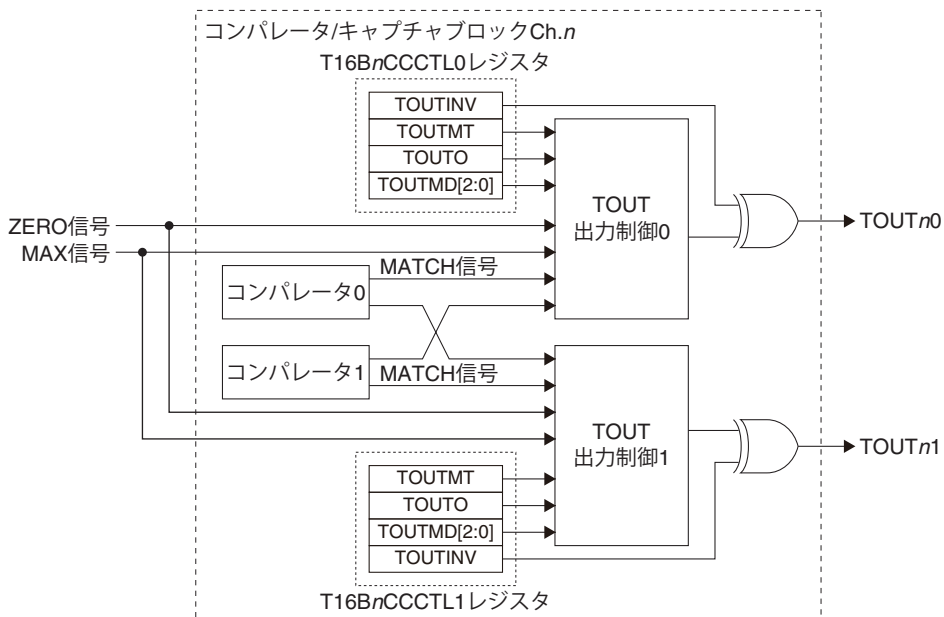 コンパレータ/キャプチャブロックCh.n
T16BnCCCTL0レジスタ
TOUTINV
TOUTMT
TOUTO
TOUTMD[2:0]
TOUT
出力制御0
TOUTn0
ZERO信号
MAX信号
MATCH信号
コンパレータ0
コンパレータ1
MATCH信号
TOUT
出力制御1
TOUTn1
TOUTMT
TOUTO
TOUTMD[2:0]
TOUTINV
T16BnCCCTL1レジスタ